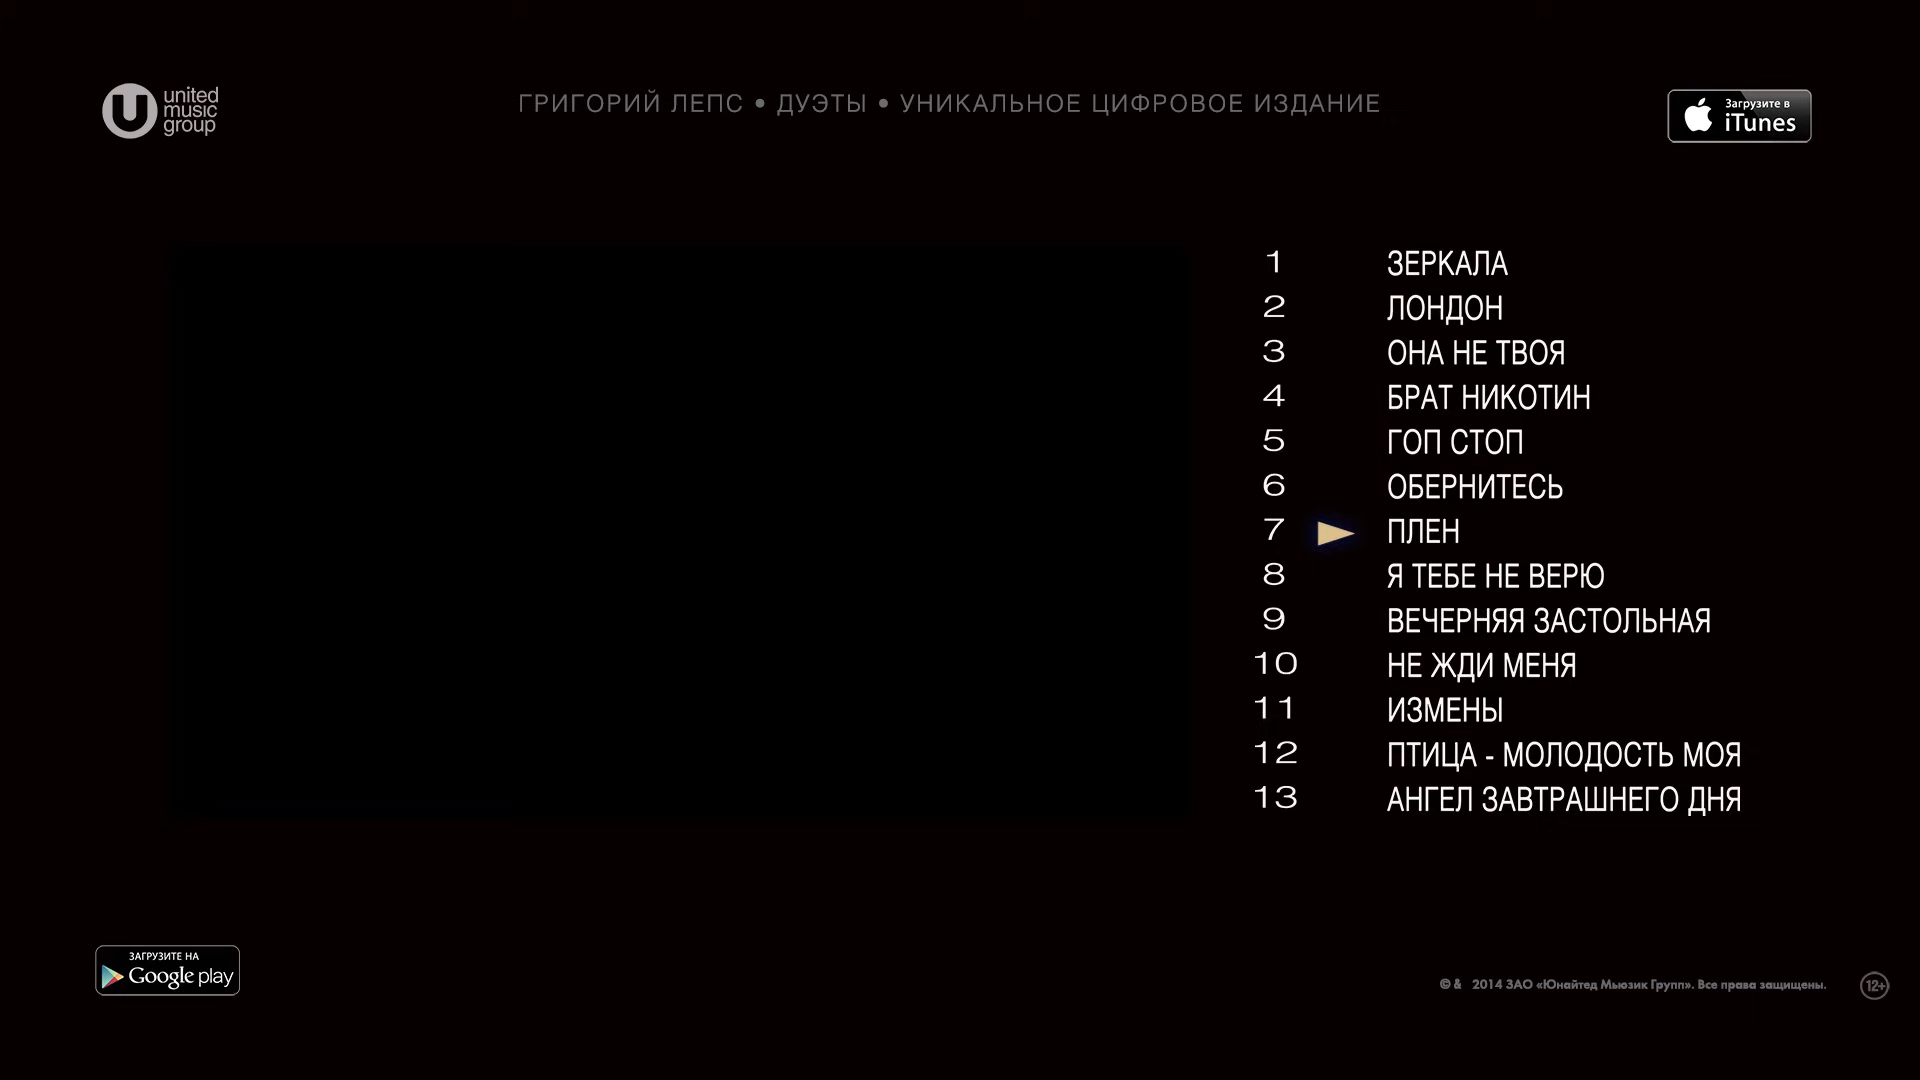 united
music
group
ГРИГОРИЙ ЛЕПС • ДУЭТЫ • УНИКАЛЬНОЕ ЦИФРОВОЕ ИЗДАНИЕ
Загрузите в
iTunes
1 ЗЕРКАЛА
2 ЛОНДОН
3 ОНА НЕ ТВОЯ
4 БРАТ НИКОТИН
5 ГОП СТОП
6 ОБЕРНИТЕСЬ
7 ПЛЕН
8 Я ТЕБЕ НЕ ВЕРЮ
9 ВЕЧЕРНЯЯ ЗАСТОЛЬНАЯ
10 НЕ ЖДИ МЕНЯ
11 ИЗМЕНЫ
12 ПТИЦА - МОЛОДОСТЬ МОЯ
13 АНГЕЛ ЗАВТРАШНЕГО ДНЯ
ЗАГРУЗИТЕ НА
Google play
© & 2014 ЗАО «Юнайтед Мьюзик Групп». Все права защищены.
12+